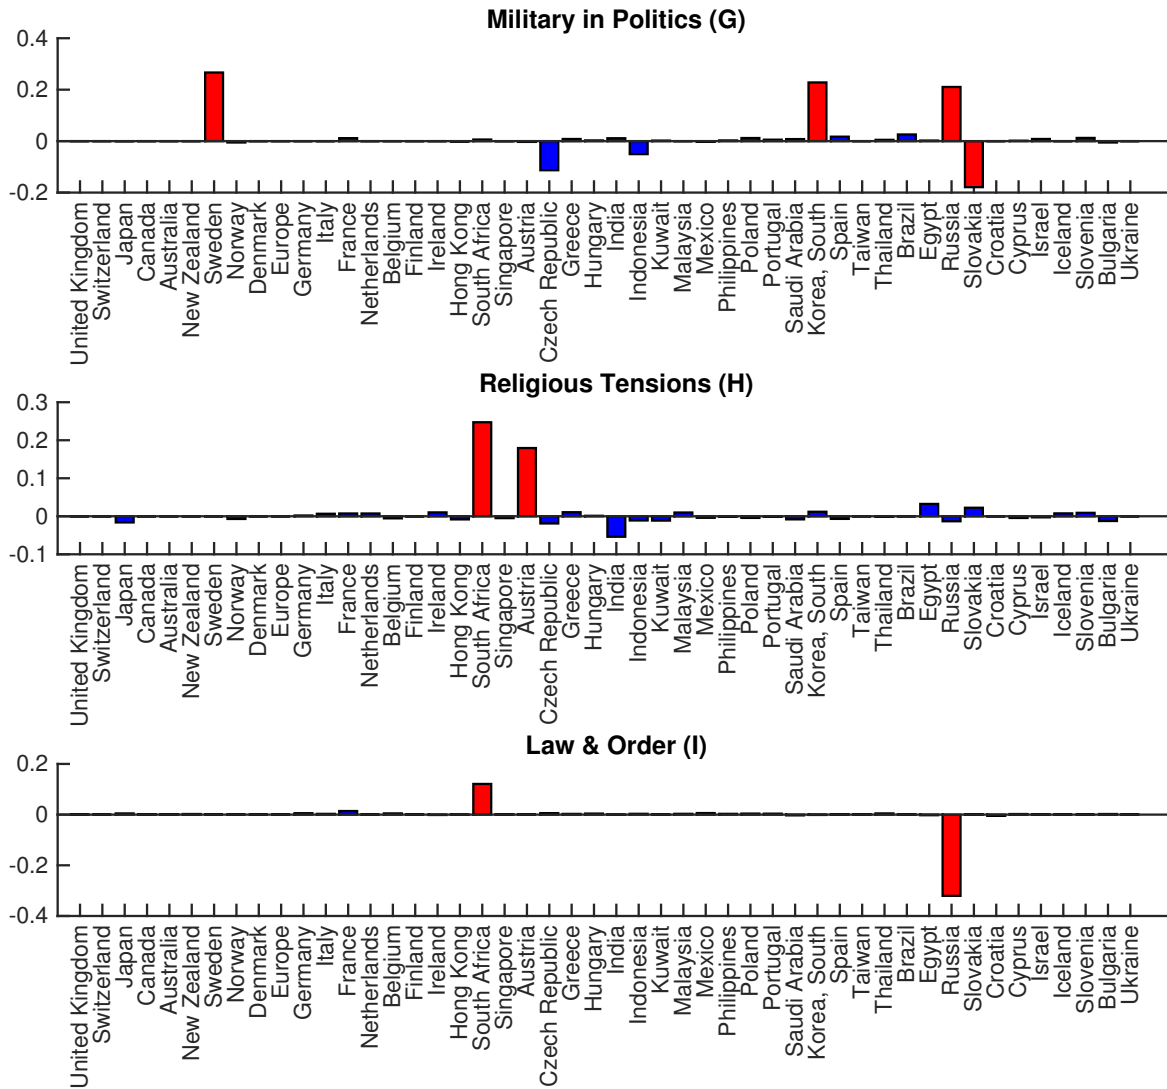 Military in Politics (G)
0.4
0.2
0
-0.2
United Kingdom
Switzerland
Japan
Canada
Australia
New Zealand
Sweden
Norway
Denmark
Europe
Germany
Italy
France
Netherlands
Belgium
Finland
Ireland
Hong Kong
South Africa
Singapore
Austria
Czech Republic
Greece
Hungary
India
Indonesia
Kuwait
Malaysia
Mexico
Philippines
Poland
Portugal
Saudi Arabia
Korea, South
Spain
Taiwan
Thailand
Brazil
Egypt
Russia
Slovakia
Croatia
Cyprus
Israel
Iceland
Slovenia
Bulgaria
Ukraine
Religious Tensions (H)
0.3
0.2
0.1
0
-0.1
United Kingdom
Switzerland
Japan
Canada
Australia
New Zealand
Sweden
Norway
Denmark
Europe
Germany
Italy
France
Netherlands
Belgium
Finland
Ireland
Hong Kong
South Africa
Singapore
Austria
Czech Republic
Greece
Hungary
India
Indonesia
Kuwait
Malaysia
Mexico
Philippines
Poland
Portugal
Saudi Arabia
Korea, South
Spain
Taiwan
Thailand
Brazil
Egypt
Russia
Slovakia
Croatia
Cyprus
Israel
Iceland
Slovenia
Bulgaria
Ukraine
Law & Order (I)
0.2
0
-0.2
-0.4
United Kingdom
Switzerland
Japan
Canada
Australia
New Zealand
Sweden
Norway
Denmark
Europe
Germany
Italy
France
Netherlands
Belgium
Finland
Ireland
Hong Kong
South Africa
Singapore
Austria
Czech Republic
Greece
Hungary
India
Indonesia
Kuwait
Malaysia
Mexico
Philippines
Poland
Portugal
Saudi Arabia
Korea, South
Spain
Taiwan
Thailand
Brazil
Egypt
Russia
Slovakia
Croatia
Cyprus
Israel
Iceland
Slovenia
Bulgaria
Ukraine